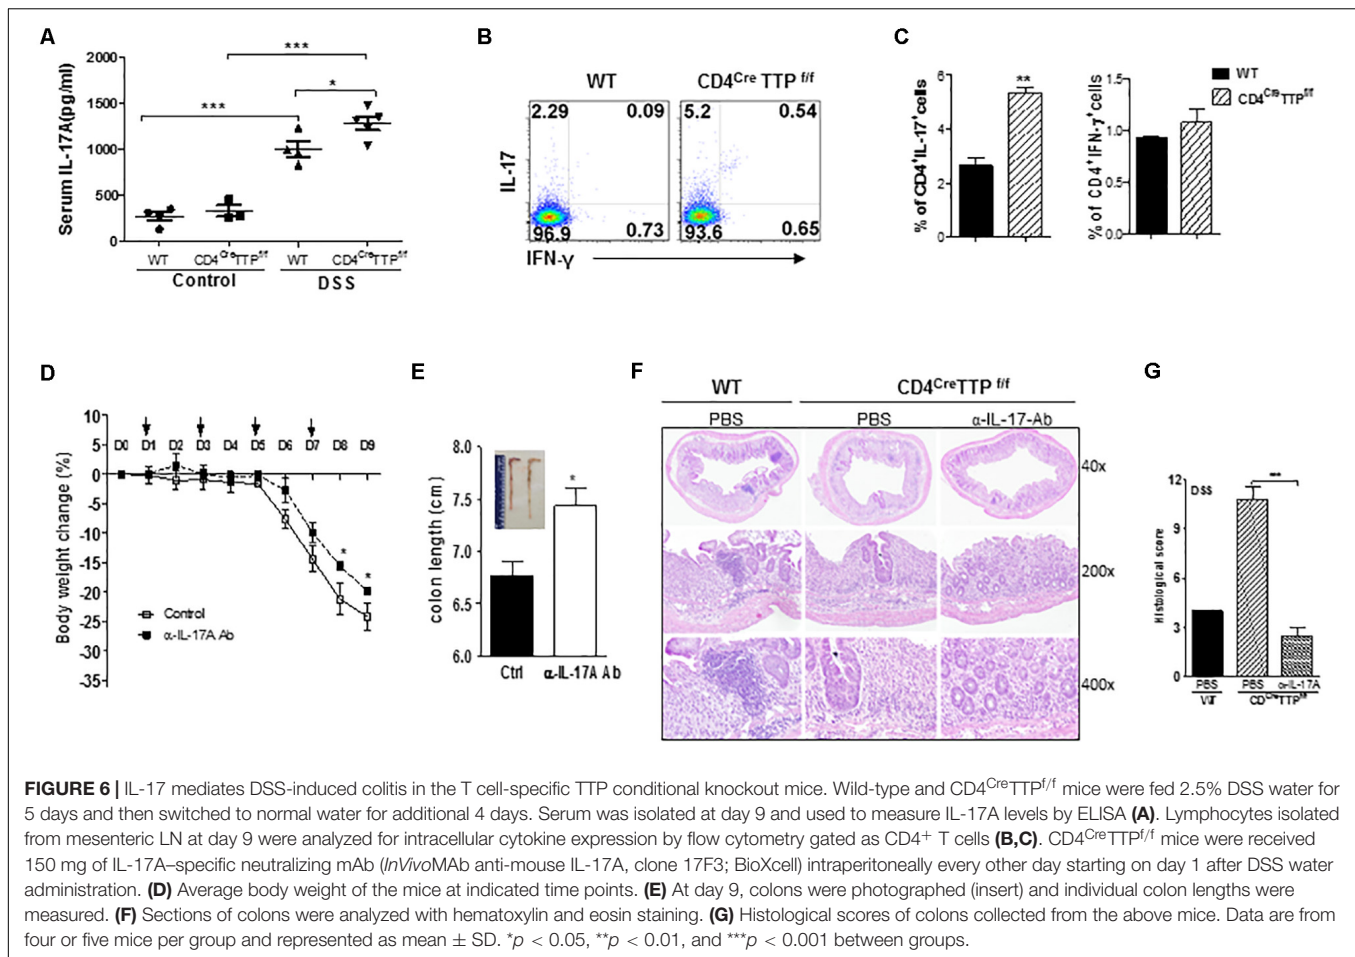 A
Serum IL-17A(pg/ml)
2000
1500
1000
500
0
***
***
*
WT
CD4CreTTPf/f
WT
CD4CreTTPf/f
Control
DSS
B
WT
CD4Cre TTP f/f
IL-17
2.29
0.09
96.9
0.73
5.2
0.54
93.6
0.65
IFN-γ
C
% of CD4+IL-17+cells
6
4
2
0
**
% of CD4+IFN-γ+cells
1.5
1.0
0.5
0.0
WT
CD4CreTTPf/f
D
Body weight change (%)
10
5
0
-5
-10
-15
-20
-25
-30
-35
D0 D1 D2 D3 D4 D5 D6 D7 D8 D9
*
*
Control
α-IL-17A Ab
E
colon length (cm)
8.0
7.5
7.0
6.5
6.0
*
Ctrl
α-IL-17A Ab
F
WT
CD4CreTTP f/f
PBS
PBS
α-IL-17-Ab
40x
200x
400x
G
Histological score
12
9
6
3
0
DSS
***
PBS
PBS
α-IL-17A
WT
CDCreTTPf/f
FIGURE 6 | IL-17 mediates DSS-induced colitis in the T cell-specific TTP conditional knockout mice. Wild-type and CD4CreTTPf/f mice were fed 2.5% DSS water for
5 days and then switched to normal water for additional 4 days. Serum was isolated at day 9 and used to measure IL-17A levels by ELISA (A). Lymphocytes isolated
from mesenteric LN at day 9 were analyzed for intracellular cytokine expression by flow cytometry gated as CD4+ T cells (B,C). CD4CreTTPf/f mice were received
150 mg of IL-17A–specific neutralizing mAb (InVivoMAb anti-mouse IL-17A, clone 17F3; BioXcell) intraperitoneally every other day starting on day 1 after DSS water
administration. (D) Average body weight of the mice at indicated time points. (E) At day 9, colons were photographed (insert) and individual colon lengths were
measured. (F) Sections of colons were analyzed with hematoxylin and eosin staining. (G) Histological scores of colons collected from the above mice. Data are from
four or five mice per group and represented as mean ± SD. *p < 0.05, **p < 0.01, and ***p < 0.001 between groups.